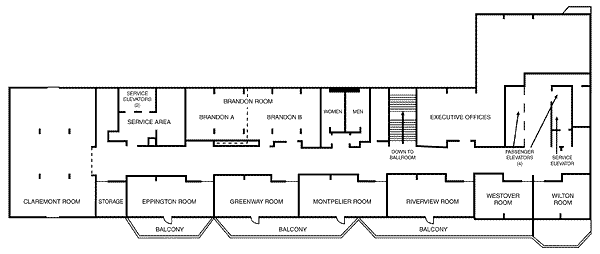 SERVICE
ELEVATORS
(2)
BRANDON ROOM
BRANDON A
BRANDON B
SERVICE AREA
WOMEN
MEN
EXECUTIVE OFFICES
DOWN TO
BALLROOM
PASSENGER
ELEVATORS
(4)
SERVICE
ELEVATOR
CLAREMONT ROOM
STORAGE
EPPINGTON ROOM
GREENWAY ROOM
MONTPELIER ROOM
RIVERVIEW ROOM
WESTOVER
ROOM
WILTON
ROOM
BALCONY
BALCONY
BALCONY